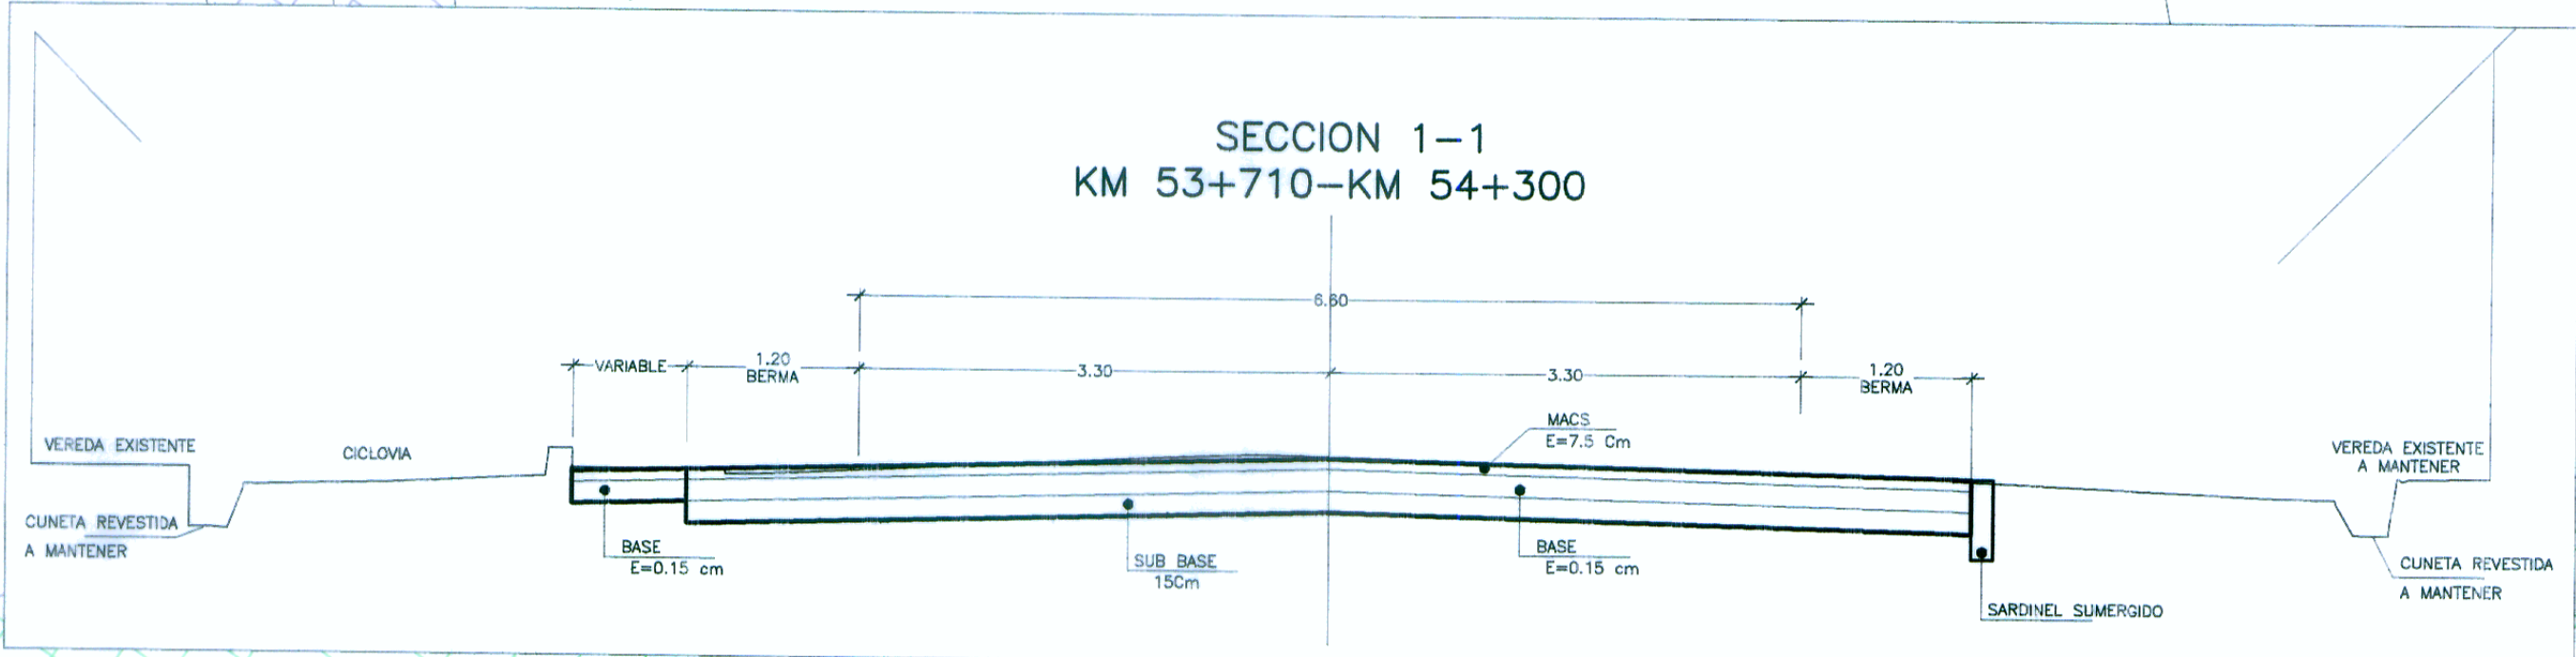 SECCION 1-1
KM 53+710-KM 54+300
6.60
VARIABLE
1.20
BERMA
3.30
3.30
1.20
BERMA
MACS
E=7.5 Cm
VEREDA EXISTENTE
CICLOVIA
VEREDA EXISTENTE
A MANTENER
CUNETA REVESTIDA
A MANTENER
BASE
E=0.15 cm
SUB BASE
15Cm
BASE
E=0.15 cm
CUNETA REVESTIDA
A MANTENER
SARDINEL SUMERGIDO